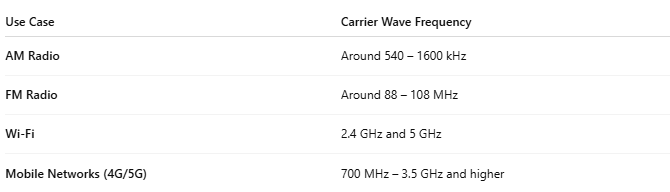 Use Case Carrier Wave Frequency
AM Radio Around 540 – 1600 kHz
FM Radio Around 88 – 108 MHz
Wi-Fi 2.4 GHz and 5 GHz
Mobile Networks (4G/5G) 700 MHz – 3.5 GHz and higher